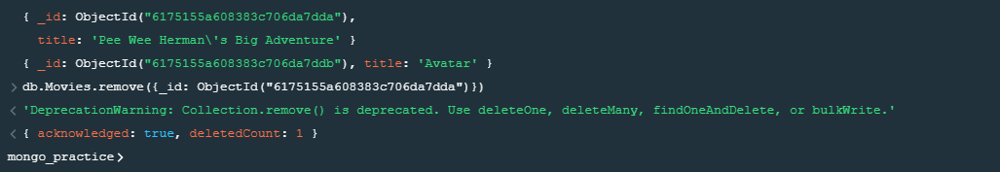 { _id: ObjectId("6175155a608383c706da7dda"),
title: 'Pee Wee Herman\'s Big Adventure' }
{ _id: ObjectId("6175155a608383c706da7ddb"), title: 'Avatar' }
> db.Movies.remove({_id: ObjectId("6175155a608383c706da7dda")})
< 'DeprecationWarning: Collection.remove() is deprecated. Use deleteOne, deleteMany, findOneAndDelete, or bulkWrite.'
< { acknowledged: true, deletedCount: 1 }
mongo_practice>